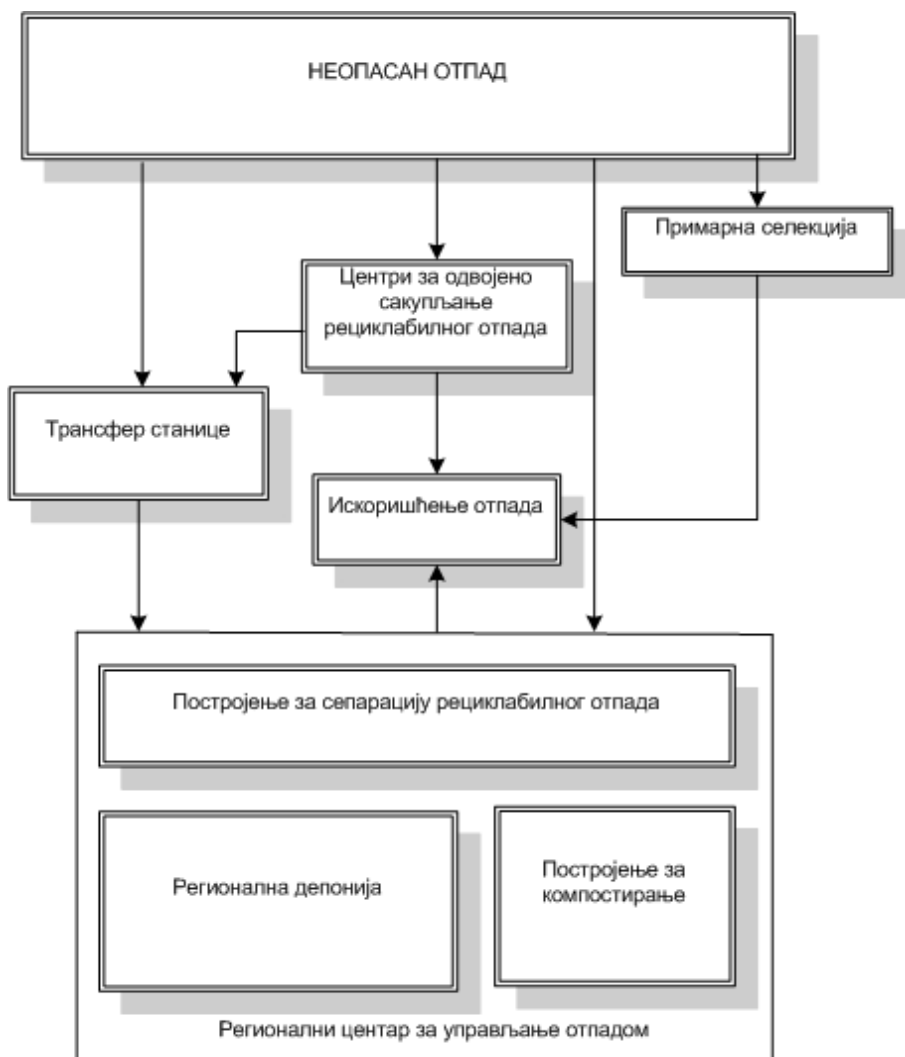 НЕОПАСАН ОТПАД
Примарна селекција
Центри за одвојено
сакупљање
рециклабилног отпада
Трансфер станице
Искоришћење отпада
Постројење за сепарацију рециклабилног отпада
Регионална депонија
Постројење за
компостирање
Регионални центар за управљање отпадом